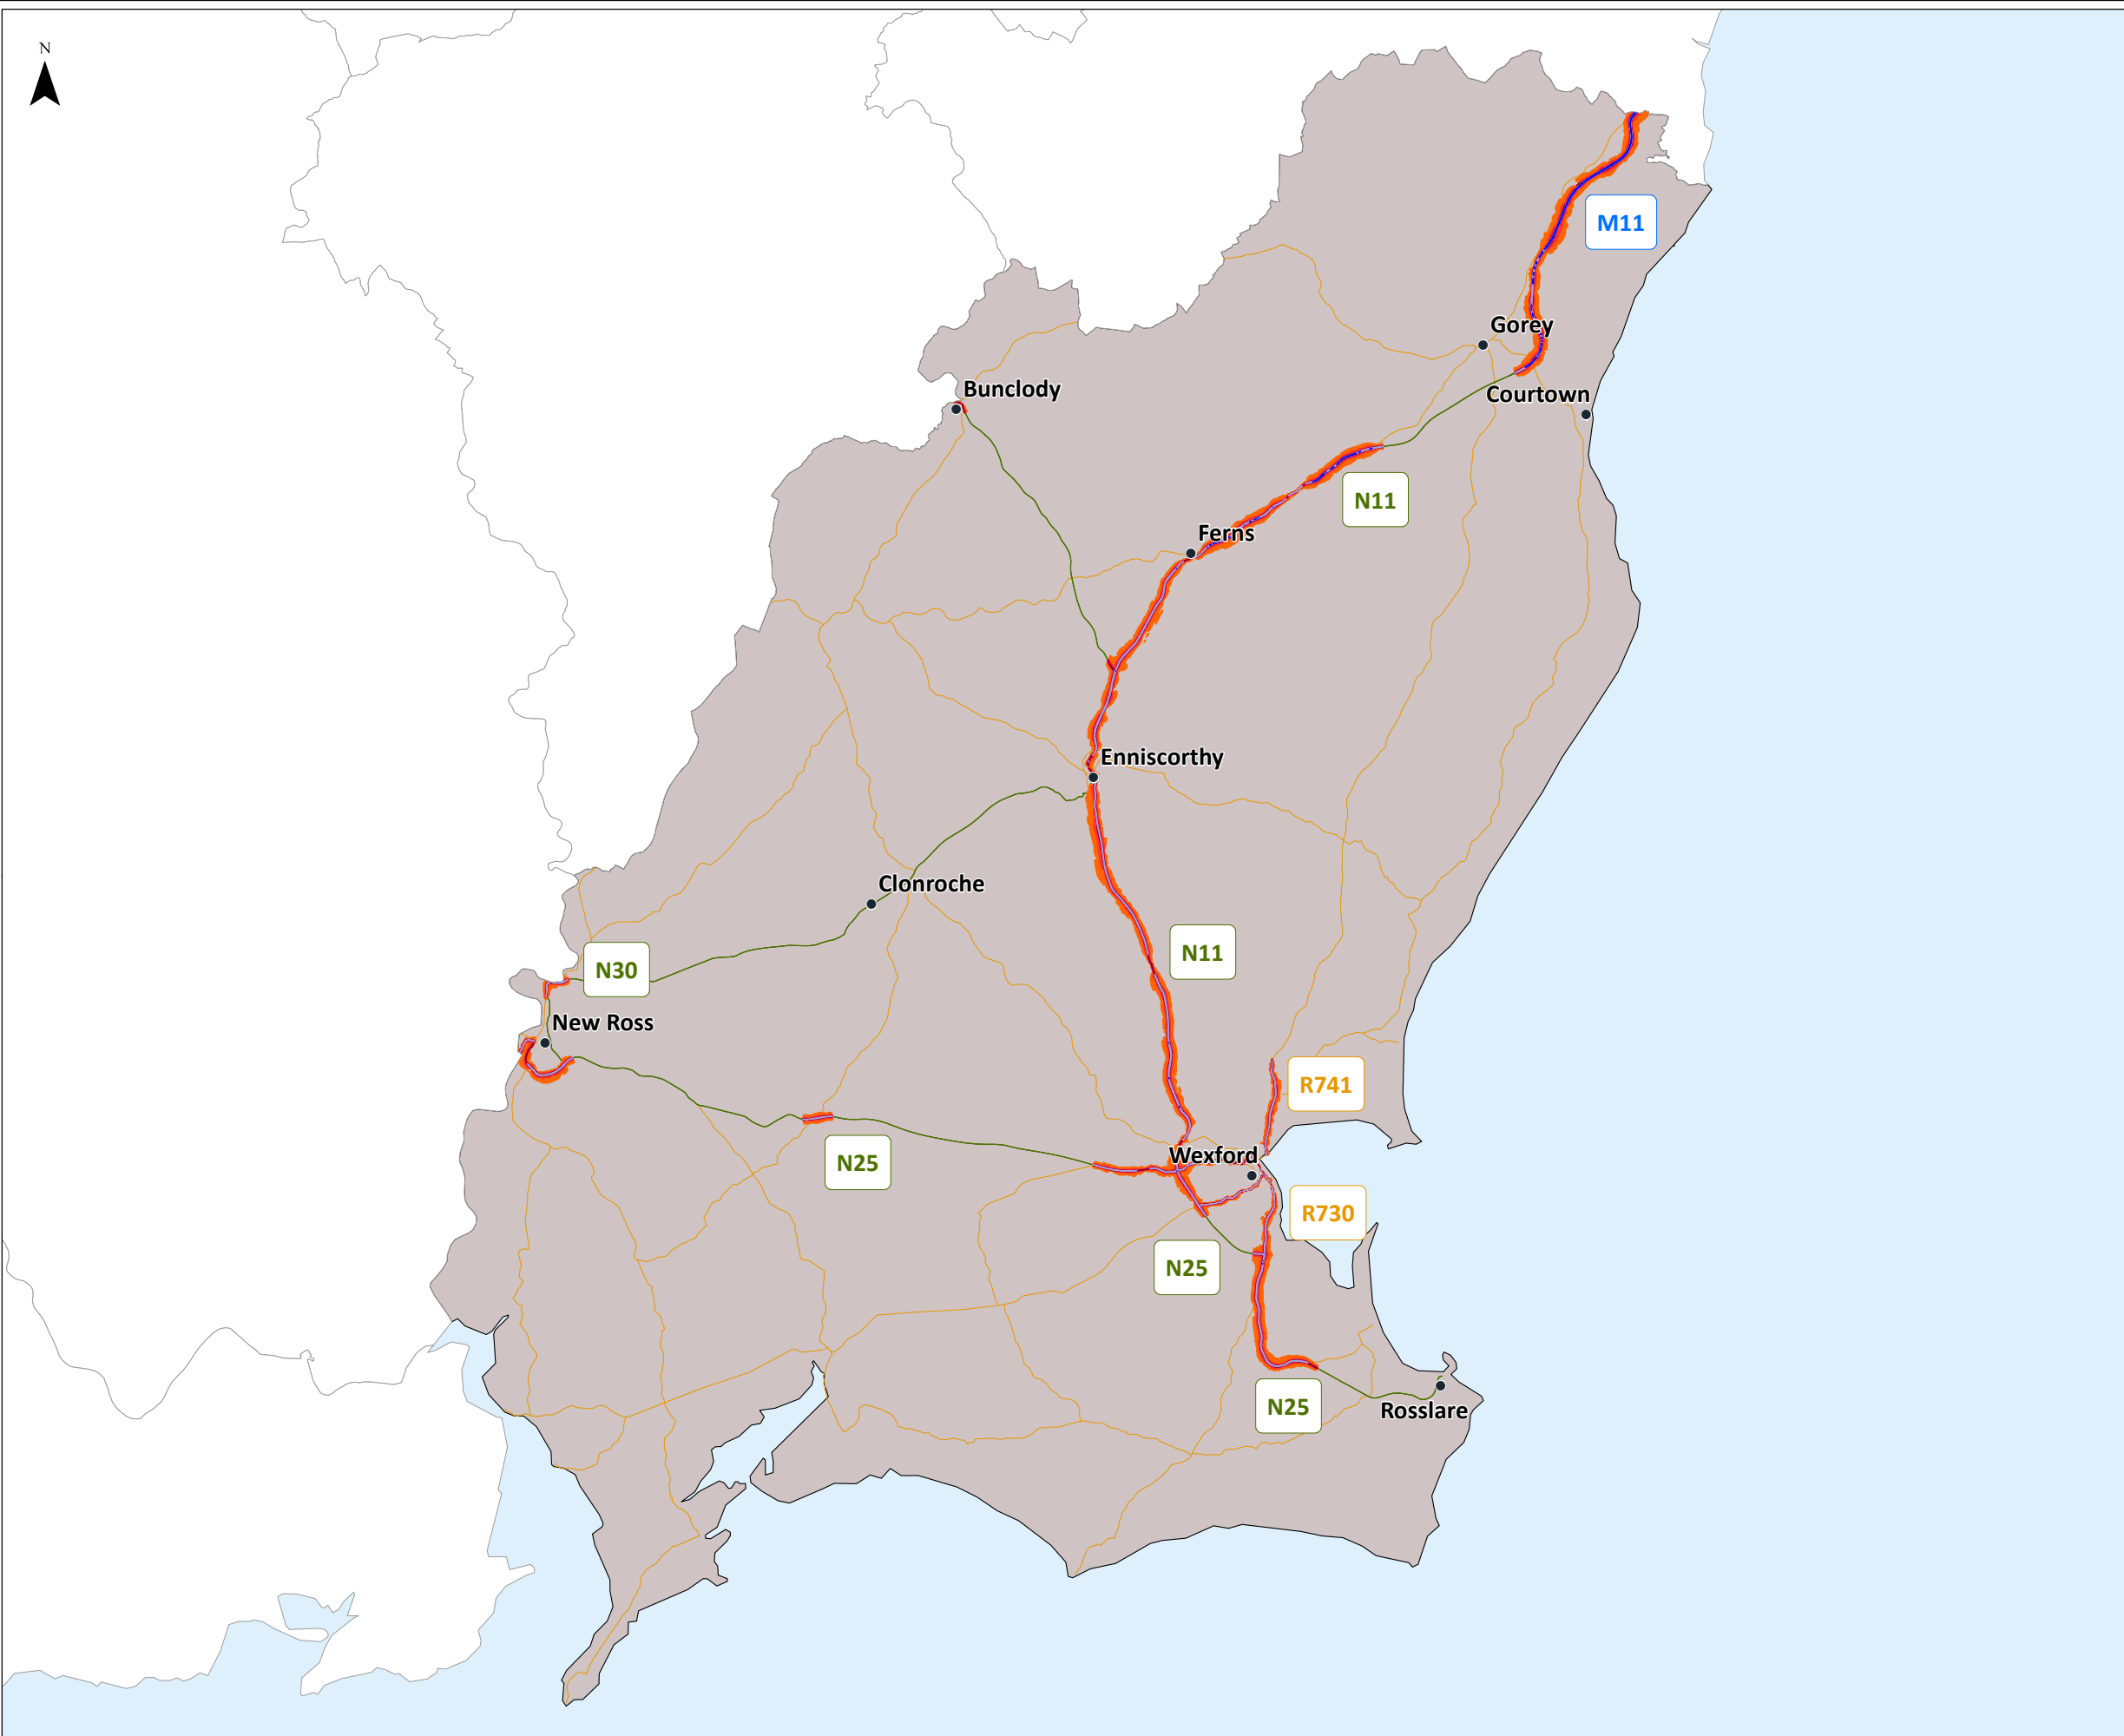 N
M11
Gorey
Bunclody
Courtown
N11
Ferns
Enniscorthy
Clonroche
N11
N30
New Ross
R741
Wexford
N25
R730
N25
N25
Rosslare